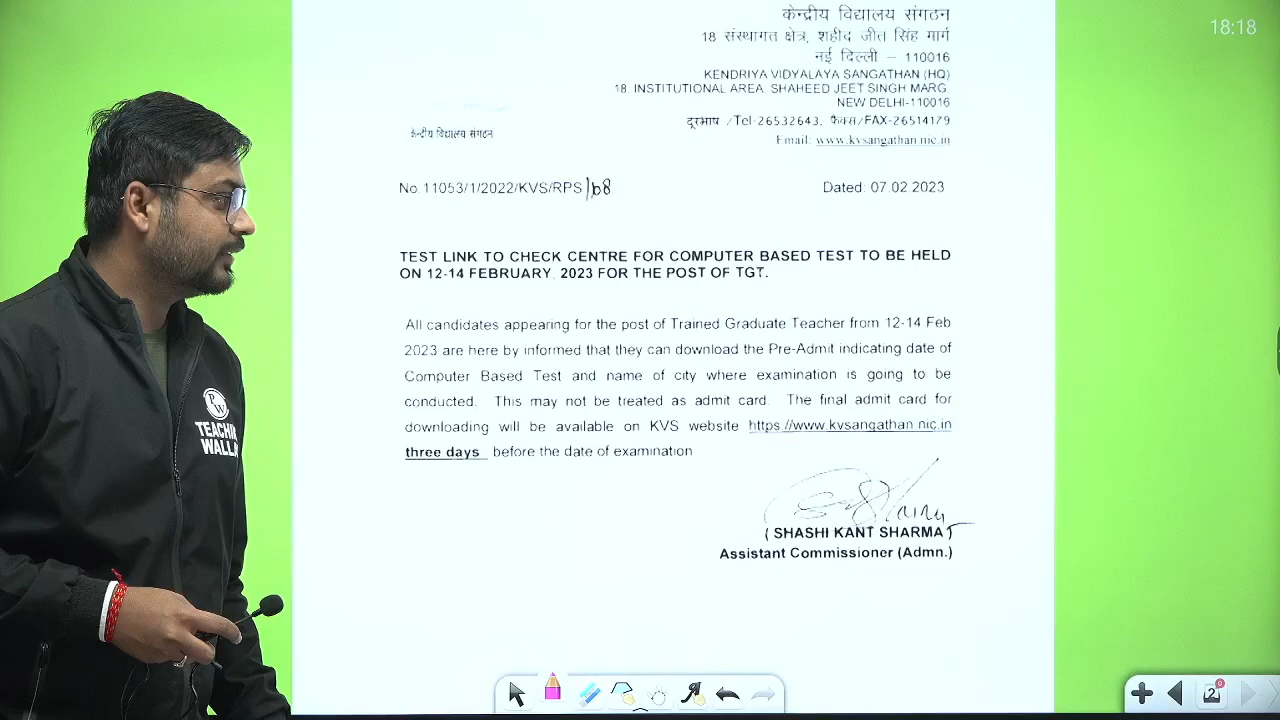 केन्द्रीय विद्यालय संगठन
18 संस्थागत क्षेत्र, शहीद जीत सिंह मार्ग
नई दिल्ली – 110016
KENDRIYA VIDYALAYA SANGATHAN (HQ)
18 INSTITUTIONAL AREA. SHAHEED JEET SINGH MARG.
NEW DELHI-110016
दूरभाष /Tel-26532643, फैक्स/FAX-26514179
Email: www.kvsangathan.nic.in
केन्द्रीय विद्यालय संगठन
No.11053/1/2022/KVS/RPS/
Dated: 07.02 2023
TEST LINK TO CHECK CENTRE FOR COMPUTER BASED TEST TO BE HELD
ON 12-14 FEBRUARY, 2023 FOR THE POST OF TGT.
All candidates appearing for the post of Trained Graduate Teacher from 12-14 Feb
2023 are here by informed that they can download the Pre-Admit indicating date of
Computer Based Test and name of city where examination is going to be
conducted. This may not be treated as admit card. The final admit card for
downloading will be available on KVS website https://www.kvsangathan.nic.in
three days before the date of examination
( SHASHI KANT SHARMA )
Assistant Commissioner (Admn.)
18:18
PW
TEACHIN
WALLA
2
0